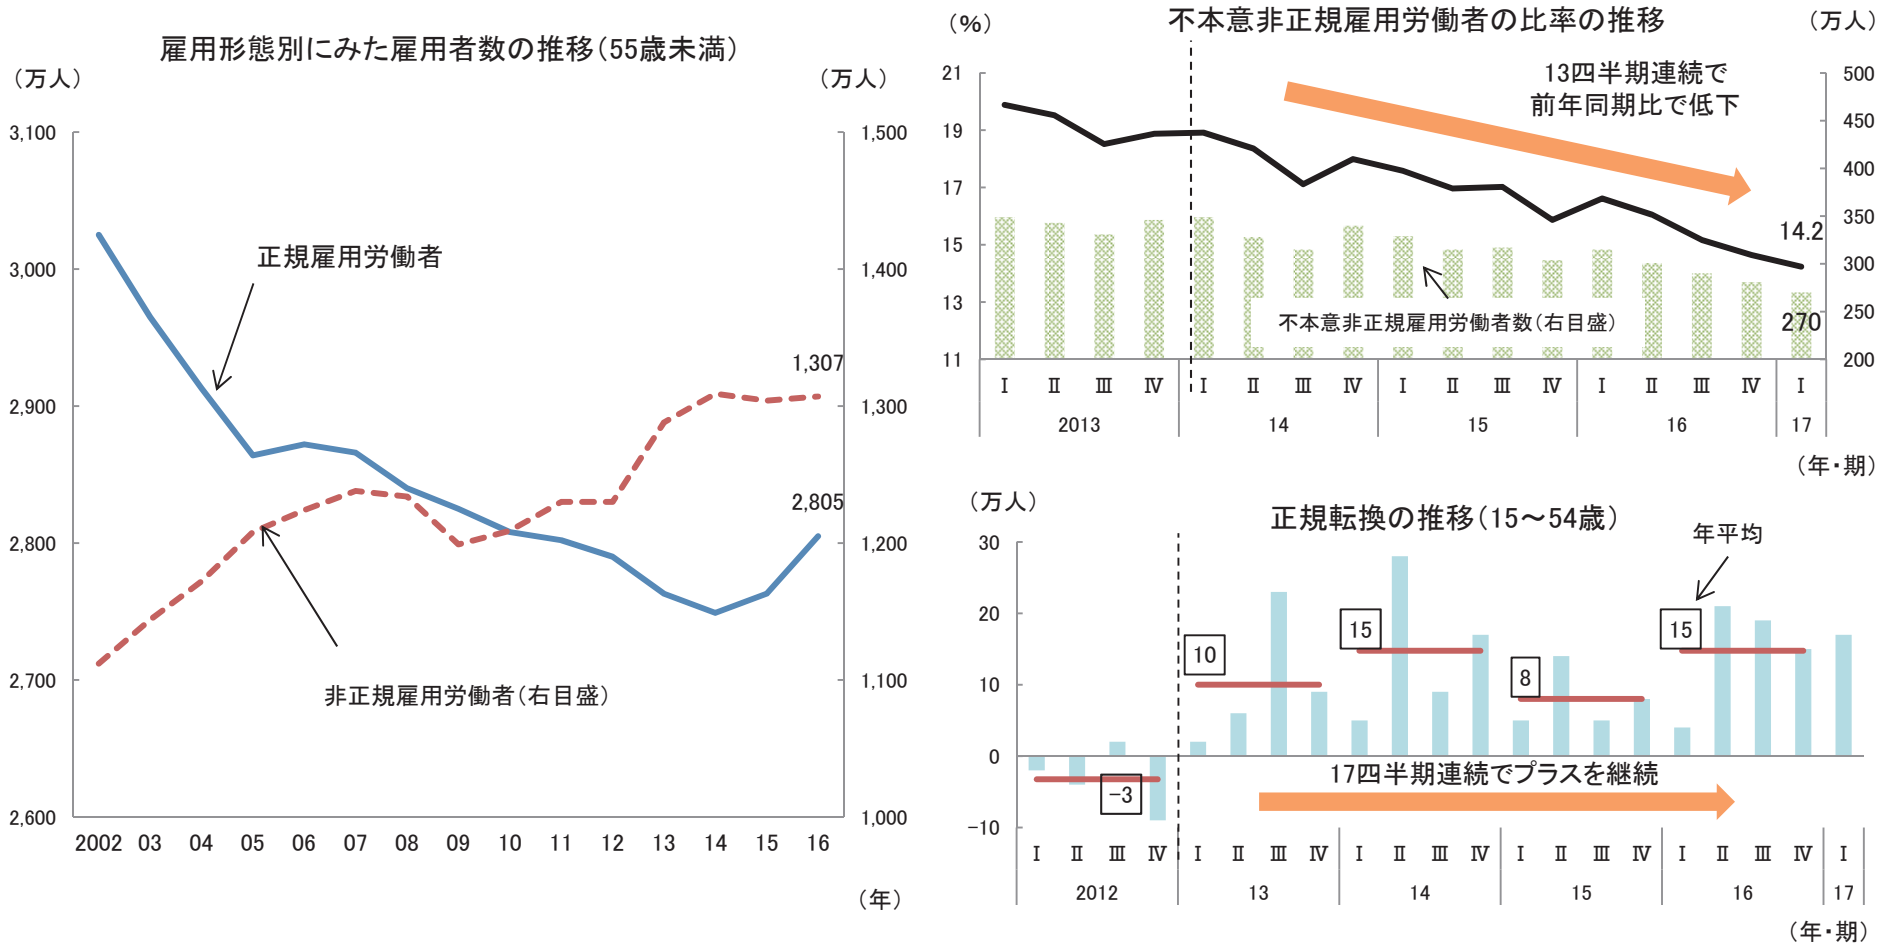 雇用形態別にみた雇用者数の推移(55歳未満)
(万人)
(万人)
3,100
3,000
2,900
2,800
2,700
2,600
1,500
1,400
1,300
1,200
1,100
1,000
正規雇用労働者
1,307
2,805
非正規雇用労働者(右目盛)
2002 03 04 05 06 07 08 09 10 11 12 13 14 15 16
(年)
不本意非正規雇用労働者の比率の推移
(%)
(万人)
21
19
17
15
13
11
500
450
400
350
300
250
200
13四半期連続で
前年同期比で低下
14.2
不本意非正規雇用労働者数(右目盛)
270
Ⅰ Ⅱ Ⅲ Ⅳ Ⅰ Ⅱ Ⅲ Ⅳ Ⅰ Ⅱ Ⅲ Ⅳ Ⅰ Ⅱ Ⅲ Ⅳ Ⅰ
2013 14 15 16 17
(年・期)
(万人)
正規転換の推移(15~54歳)
年平均
30
20
10
0
-10
-3
10
15
8
15
17四半期連続でプラスを継続
Ⅰ Ⅱ Ⅲ Ⅳ Ⅰ Ⅱ Ⅲ Ⅳ Ⅰ Ⅱ Ⅲ Ⅳ Ⅰ Ⅱ Ⅲ Ⅳ Ⅰ Ⅱ Ⅲ Ⅳ Ⅰ
2012 13 14 15 16 17
(年・期)